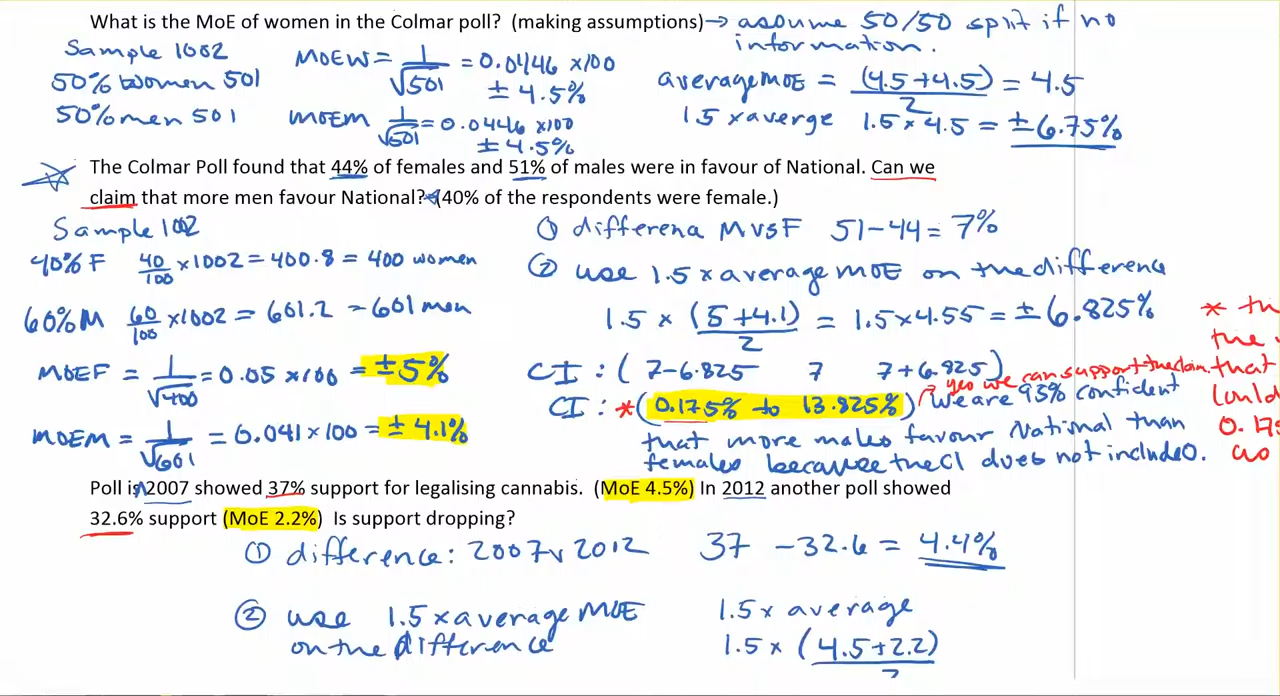 What is the MoE of women in the Colmar poll? (making assumptions) → assume 50/50 split if no information.
Sample 1002
50% women 501
50% men 501
MOEW = 1/√501 = 0.0446 x100
± 4.5%
MOEM 1/√501 = 0.0446 x100
± 4.5%
average MOE = (4.5+4.5)/2 = 4.5
1.5 x averge 1.5 x 4.5 = ± 6.75%
The Colmar Poll found that 44% of females and 51% of males were in favour of National. Can we
claim that more men favour National? (40% of the respondents were female.)
Sample 1002
40% F 40/100 x 1002 = 400.8 = 400 women
60% M 60/100 x 1002 = 601.2 = 601 men
MOEF = 1/√400 = 0.05 x 100 = ±5%
MOEM = 1/√601 = 0.041 x 100 = ± 4.1%
① differena M vs F 51-44 = 7%
② use 1.5 x average MOE on the difference
1.5 x (5+4.1)/2 = 1.5 x 4.55 = ± 6.825%
CI : ( 7-6.825 7 7+6.825 )
yes we can support the claim.
CI : * ( 0.175% to 13.825% ) We are 95% confident
that more males favour National than
females because the CI does not include 0.
* th
the
that
could
0.17
as
Poll is 2007 showed 37% support for legalising cannabis. (MoE 4.5%) In 2012 another poll showed
32.6% support (MoE 2.2%) Is support dropping?
① difference: 2007 v 2012 37 - 32.6 = 4.4%
② use 1.5 x average MOE
on the difference
1.5 x average
1.5 x (4.5+2.2)/2